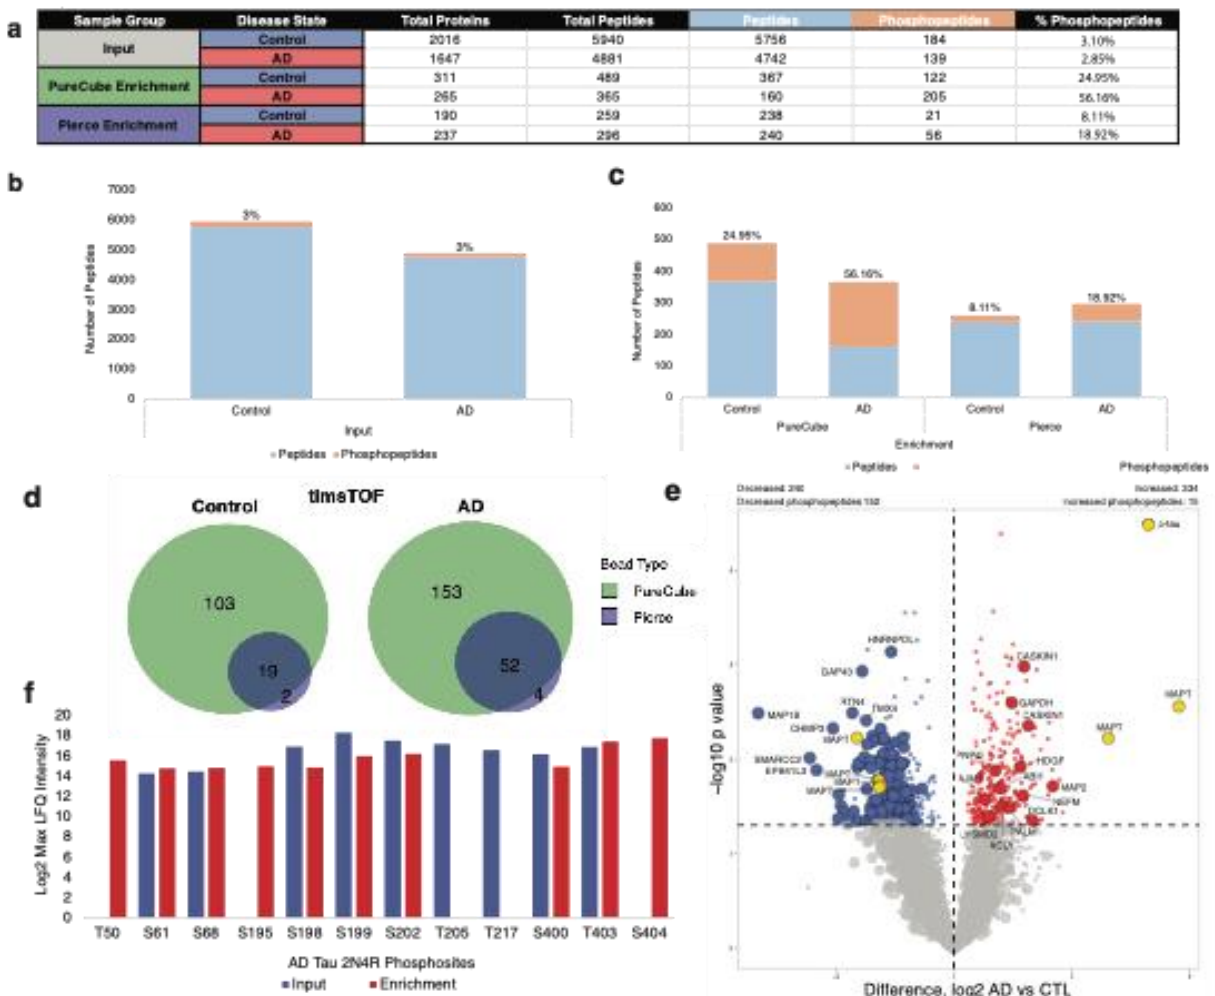 a
Sample Group Disease State Total Proteins Total Peptides Peptides Phosphopeptides % Phosphopeptides
Input Control 2016 5940 5756 184 3.10%
AD 1647 4881 4742 139 2.85%
PureCube Enrichment Control 311 489 367 122 24.95%
AD 265 365 160 205 56.16%
Pierce Enrichment Control 190 259 238 21 8.11%
AD 237 296 240 56 18.92%
b
Number of Peptides
7000
6000
5000
4000
3000
2000
1000
0
3%
3%
Control AD
Input
Peptides Phosphopeptides
c
Number of Peptides
600
500
400
300
200
100
0
24.95%
56.16%
8.11%
18.92%
Control AD Control AD
PureCube Pierce
Enrichment
Peptides Phosphopeptides
d
timsTOF
Control AD
103
19
2
153
52
4
Bead Type
PureCube
Pierce
e
Decreased phosphopeptides 152
Increased phosphopeptides: 75
-log10 p value
HNRNPDL
GAP43
RTN4
MAP1B
CHMP3
MAPT
SMARCC2
MAPT
MAPT
MAPT
CASKIN1
GAPDH
CASKIN1
MAPT
MAPT
HDGF
MAP2
NEFM
Difference, log2 AD vs CTL
f
Log2 Max LFQ Intensity
20
18
16
14
12
10
8
6
4
2
0
T50 S61 S68 S195 S198 S199 S202 T205 T217 S400 T403 S404
AD Tau 2N4R Phosphosites
Input Enrichment